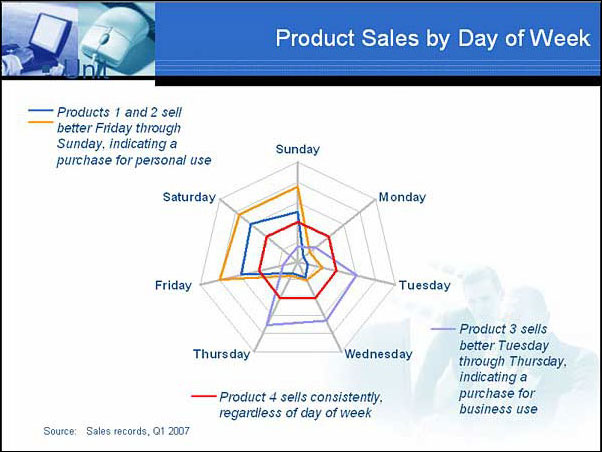 Product Sales by Day of Week
Unit
Products 1 and 2 sell
better Friday through
Sunday, indicating a
purchase for personal use
Sunday
Saturday
Monday
Friday
Tuesday
Thursday
Wednesday
Product 3 sells
better Tuesday
through Thursday,
indicating a
purchase for
business use
Product 4 sells consistently,
regardless of day of week
Source: Sales records, Q1 2007